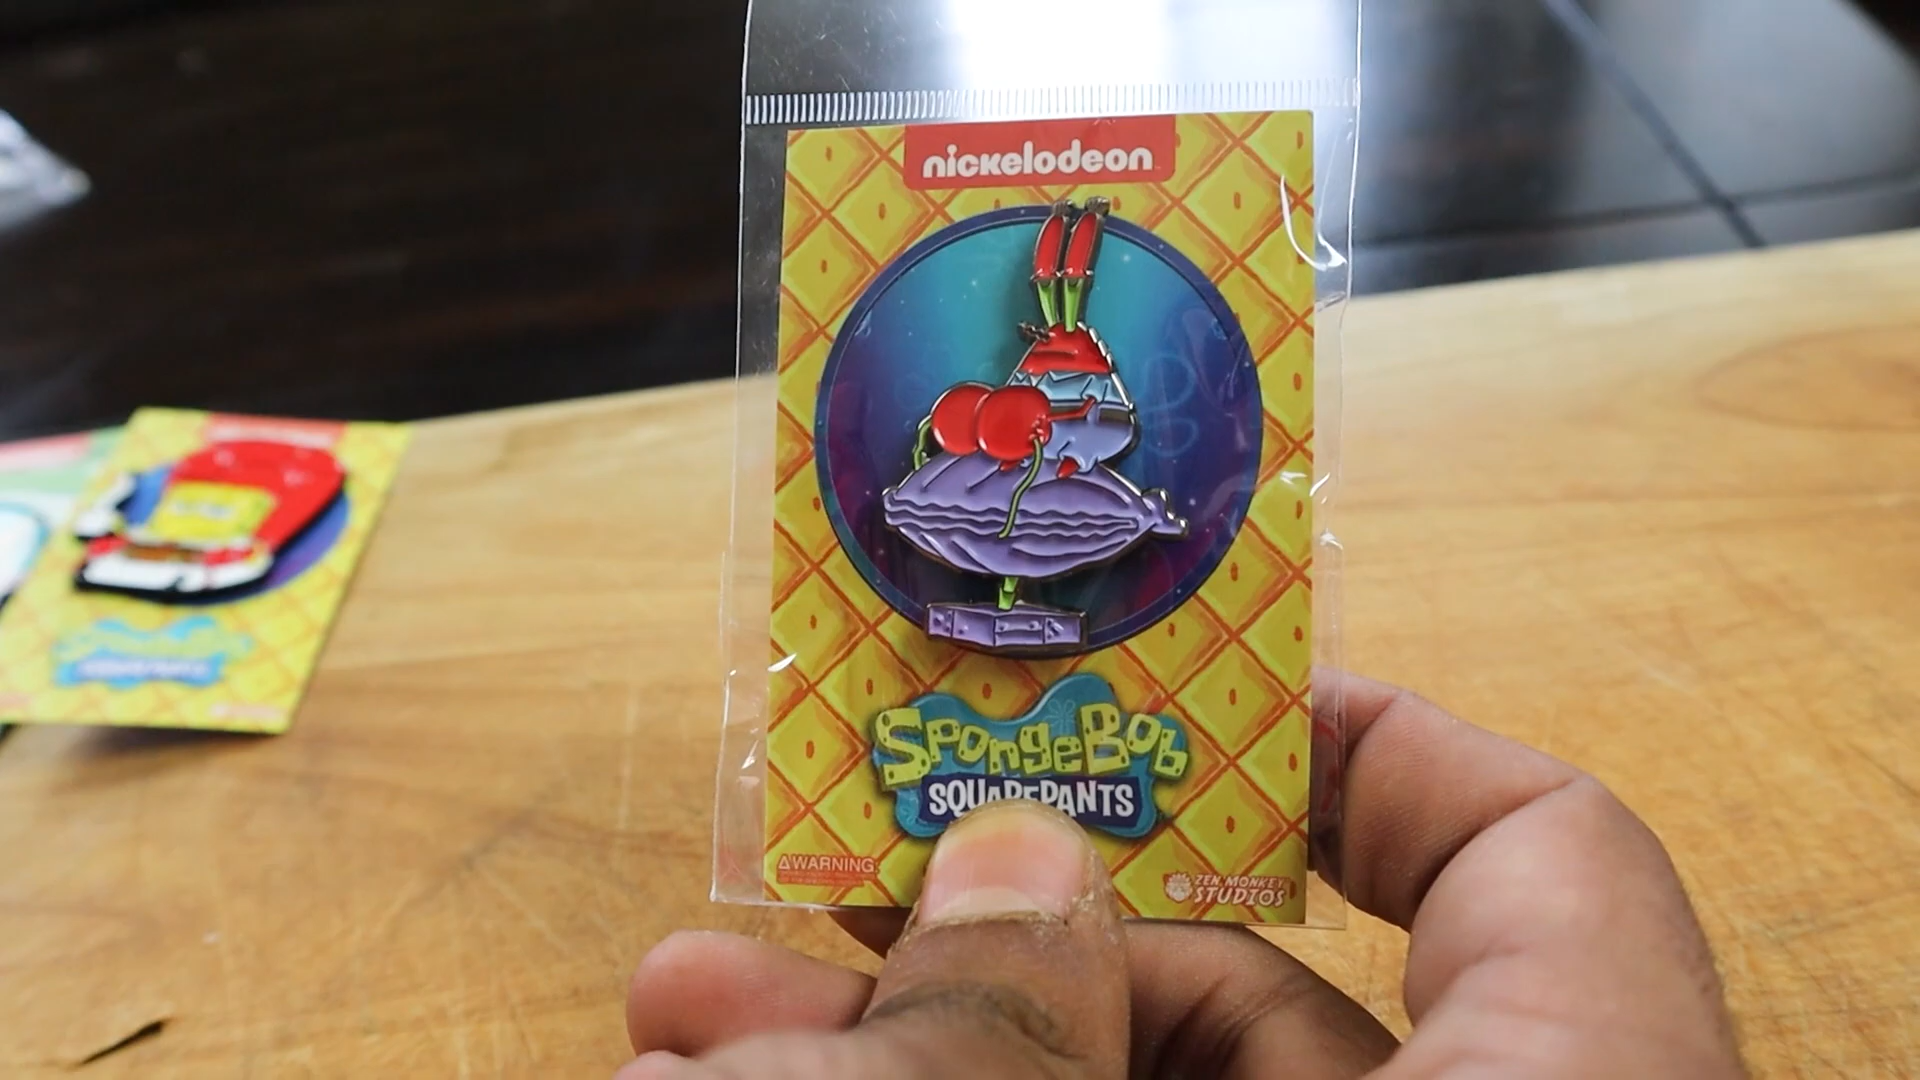 nickelodeon
SPONGEBOB
SQUAREPANTS
⚠WARNING
ZEN MONKEY
STUDIOS